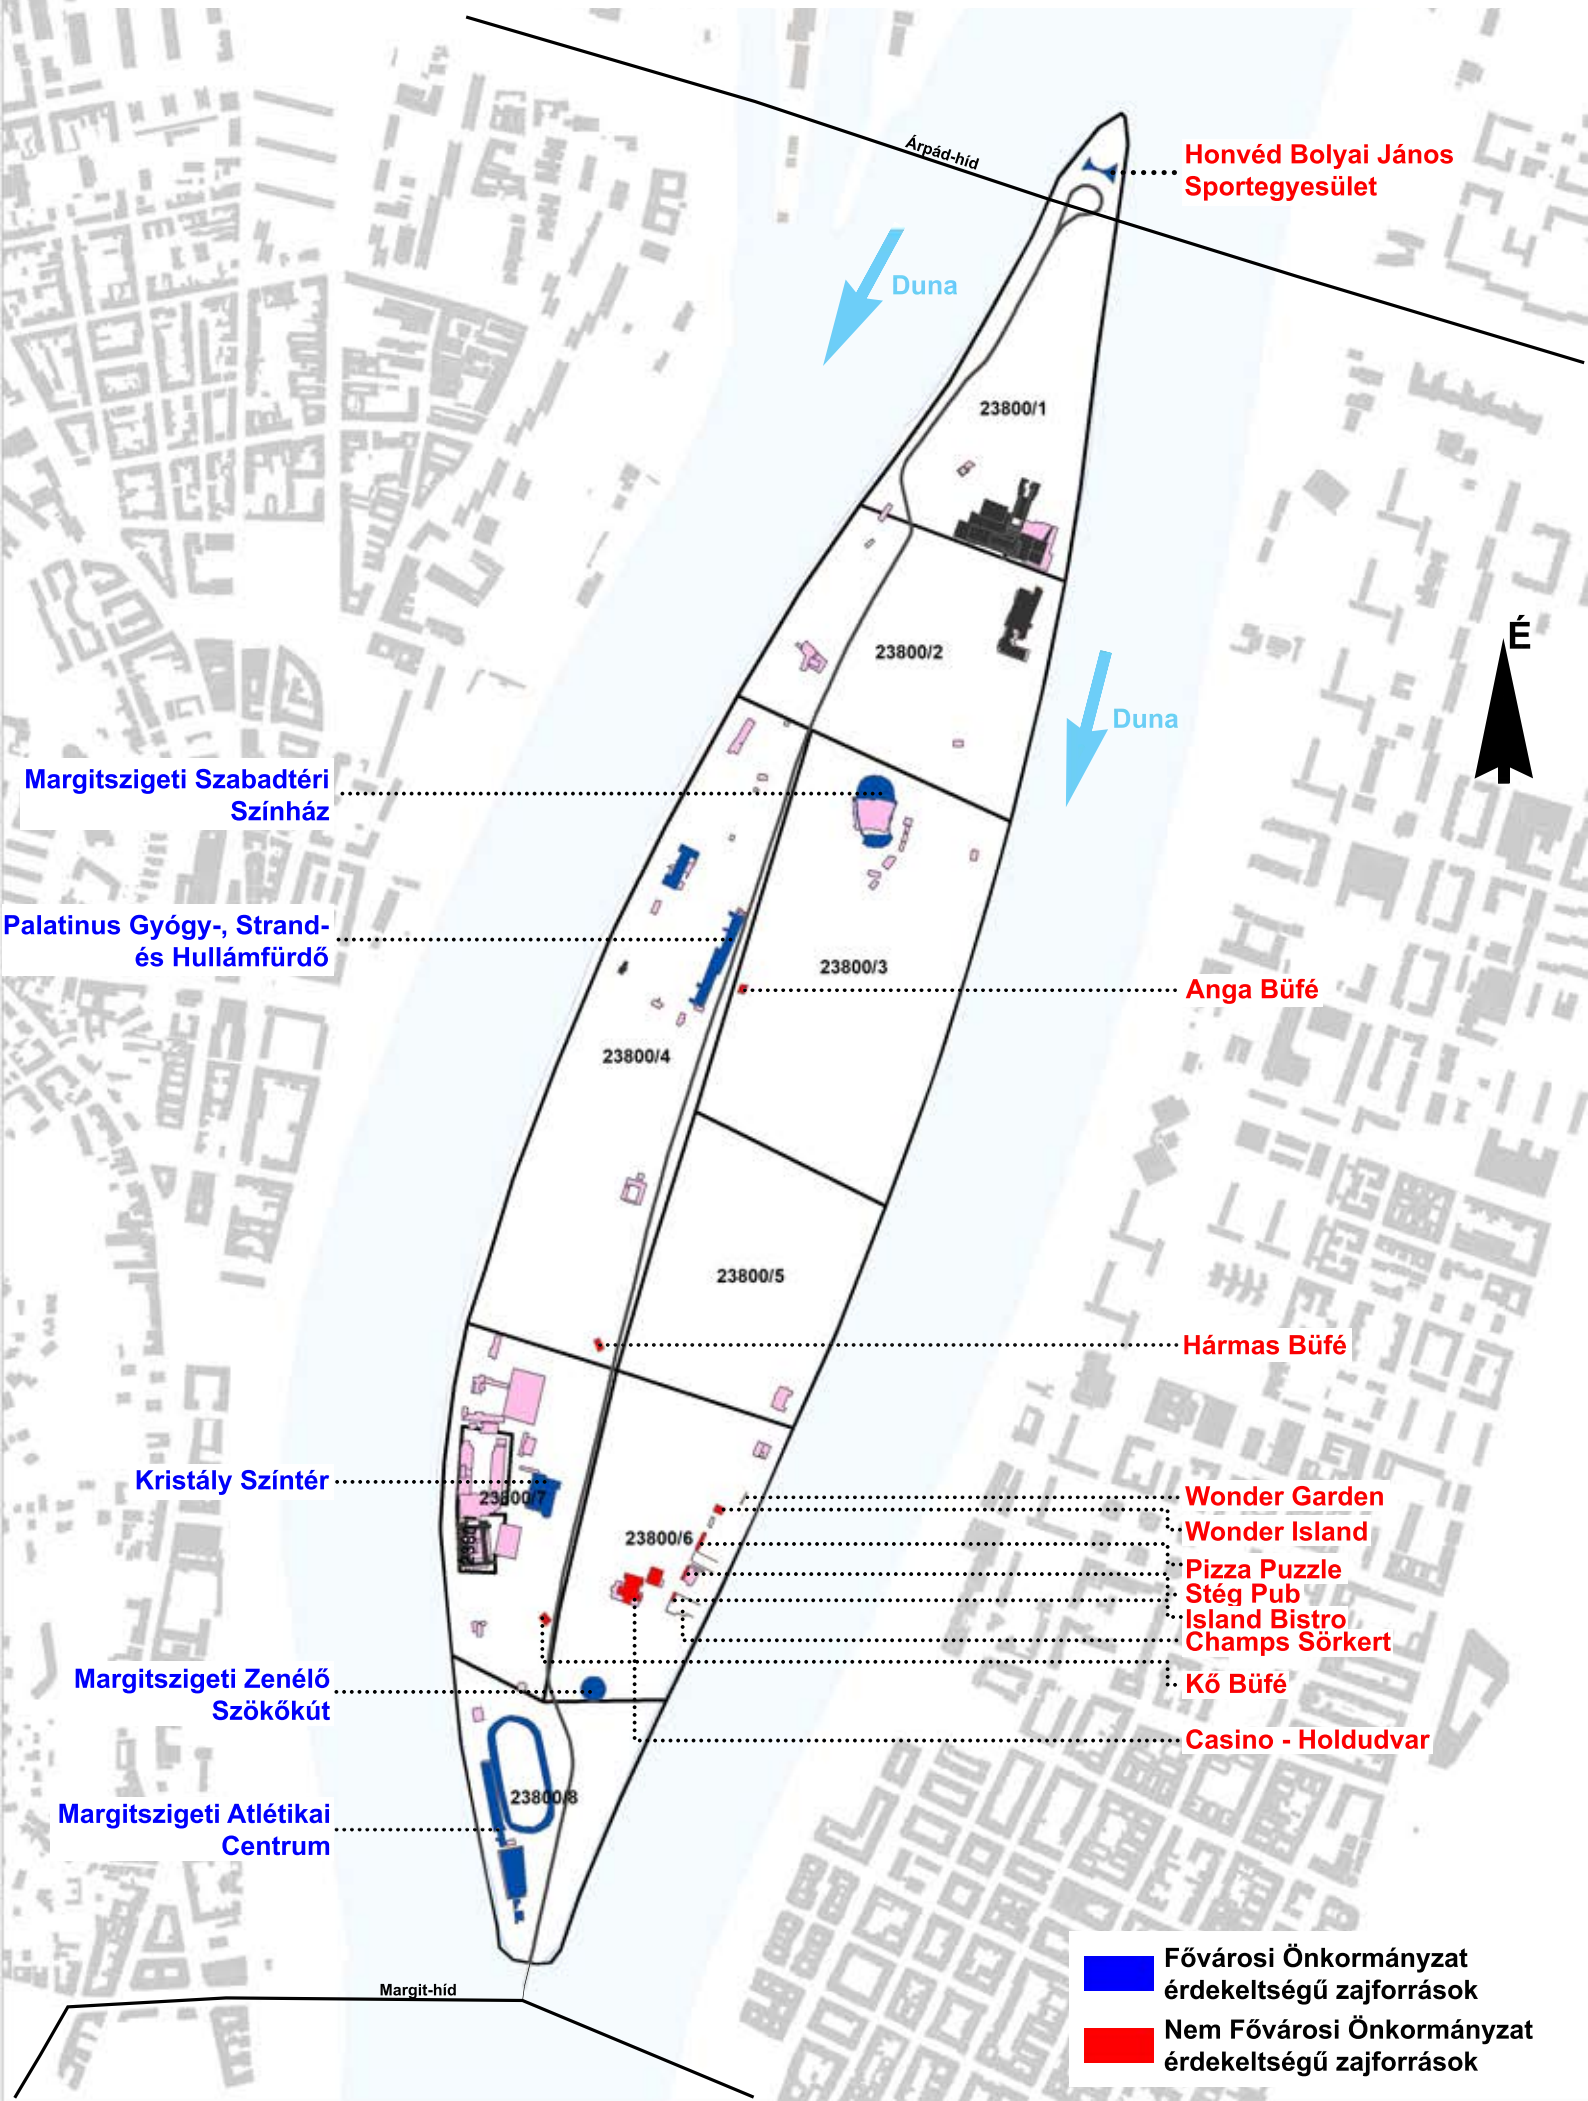 Árpád-híd
Honvéd Bolyai János
Sportegyesület
Duna
23800/1
É
23800/2
Duna
Margitszigeti Szabadtéri
Színház
Palatinus Gyógy-, Strand-
és Hullámfürdő
23800/3
Anga Büfé
23800/4
23800/5
Hármas Büfé
Kristály Színtér
23800/7
Wonder Garden
Wonder Island
23800/6
Pizza Puzzle
Stég Pub
Island Bistro
Champs Sörkert
Margitszigeti Zenélő
Szökőkút
Kő Büfé
Casino - Holdudvar
23800/8
Margitszigeti Atlétikai
Centrum
Margit-híd
Fővárosi Önkormányzat
érdekeltségű zajforrások
Nem Fővárosi Önkormányzat
érdekeltségű zajforrások